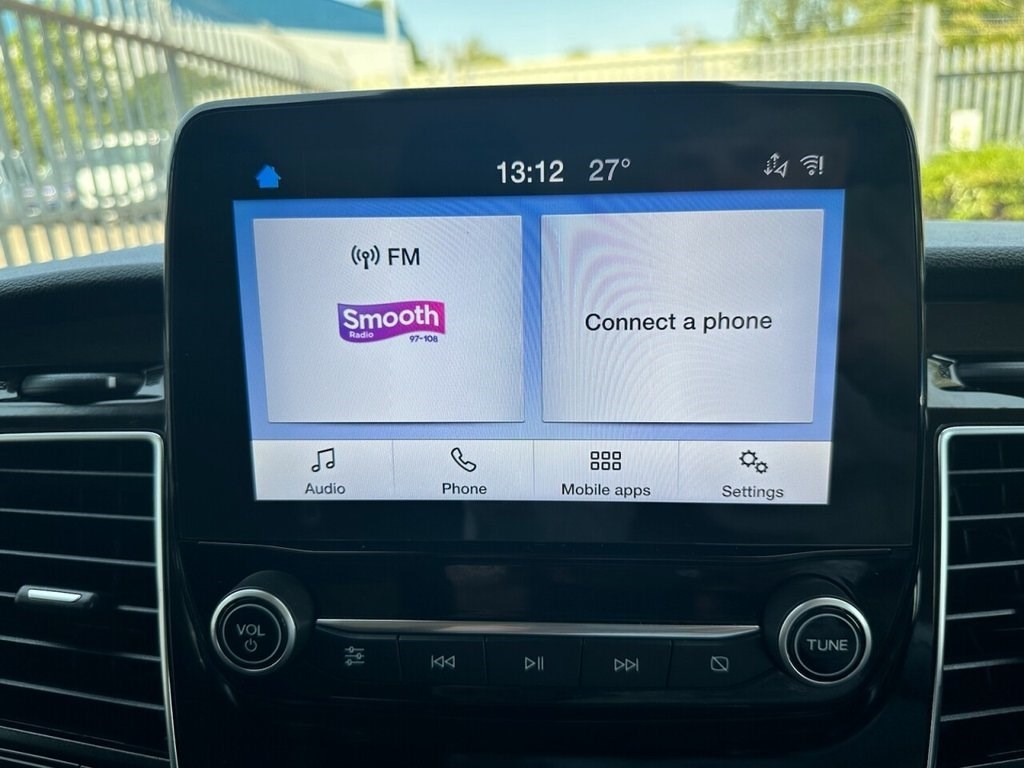 13:12 27°
FM
Smooth
Radio
97-108
Connect a phone
Audio
Phone
Mobile apps
Settings
VOL
TUNE